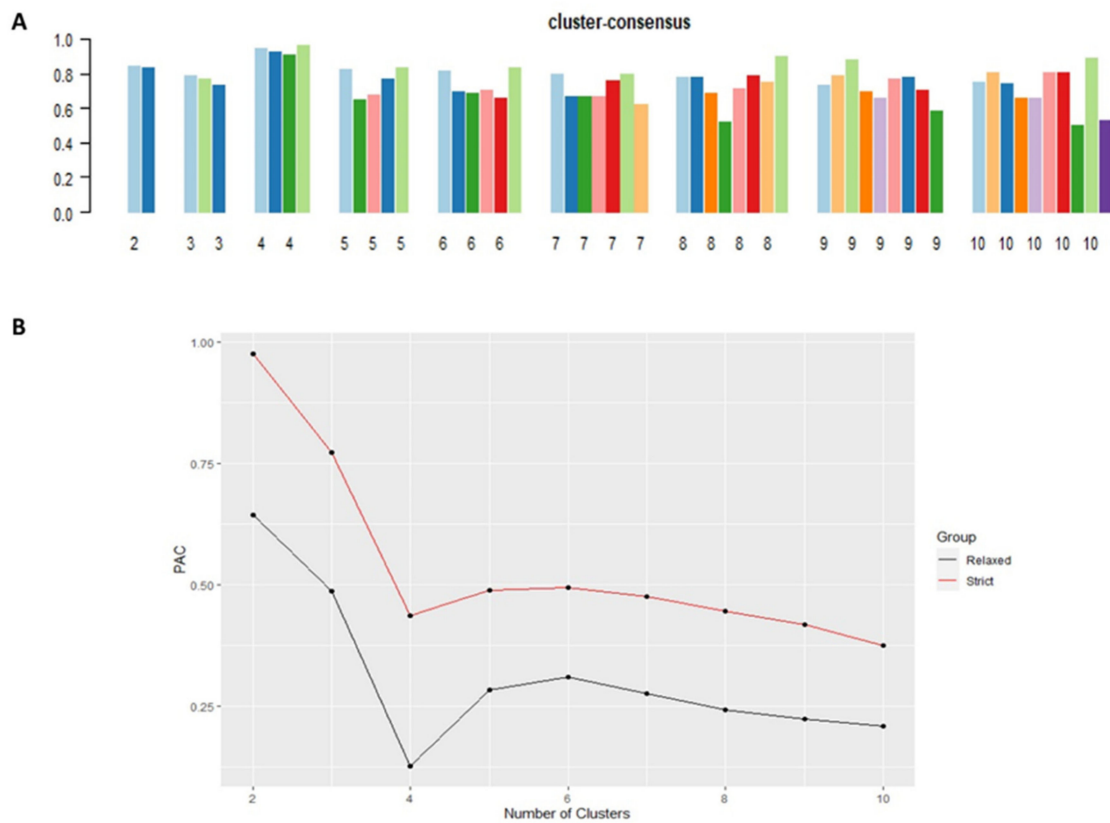 A
cluster-consensus
1.0
0.8
0.6
0.4
0.2
0.0
2 3 3 4 4 5 5 5 6 6 6 7 7 7 7 8 8 8 8 9 9 9 9 9 10 10 10 10 10
B
1.00
0.75
0.50
0.25
PAC
2 4 6 8 10
Number of Clusters
Group
Relaxed
Strict